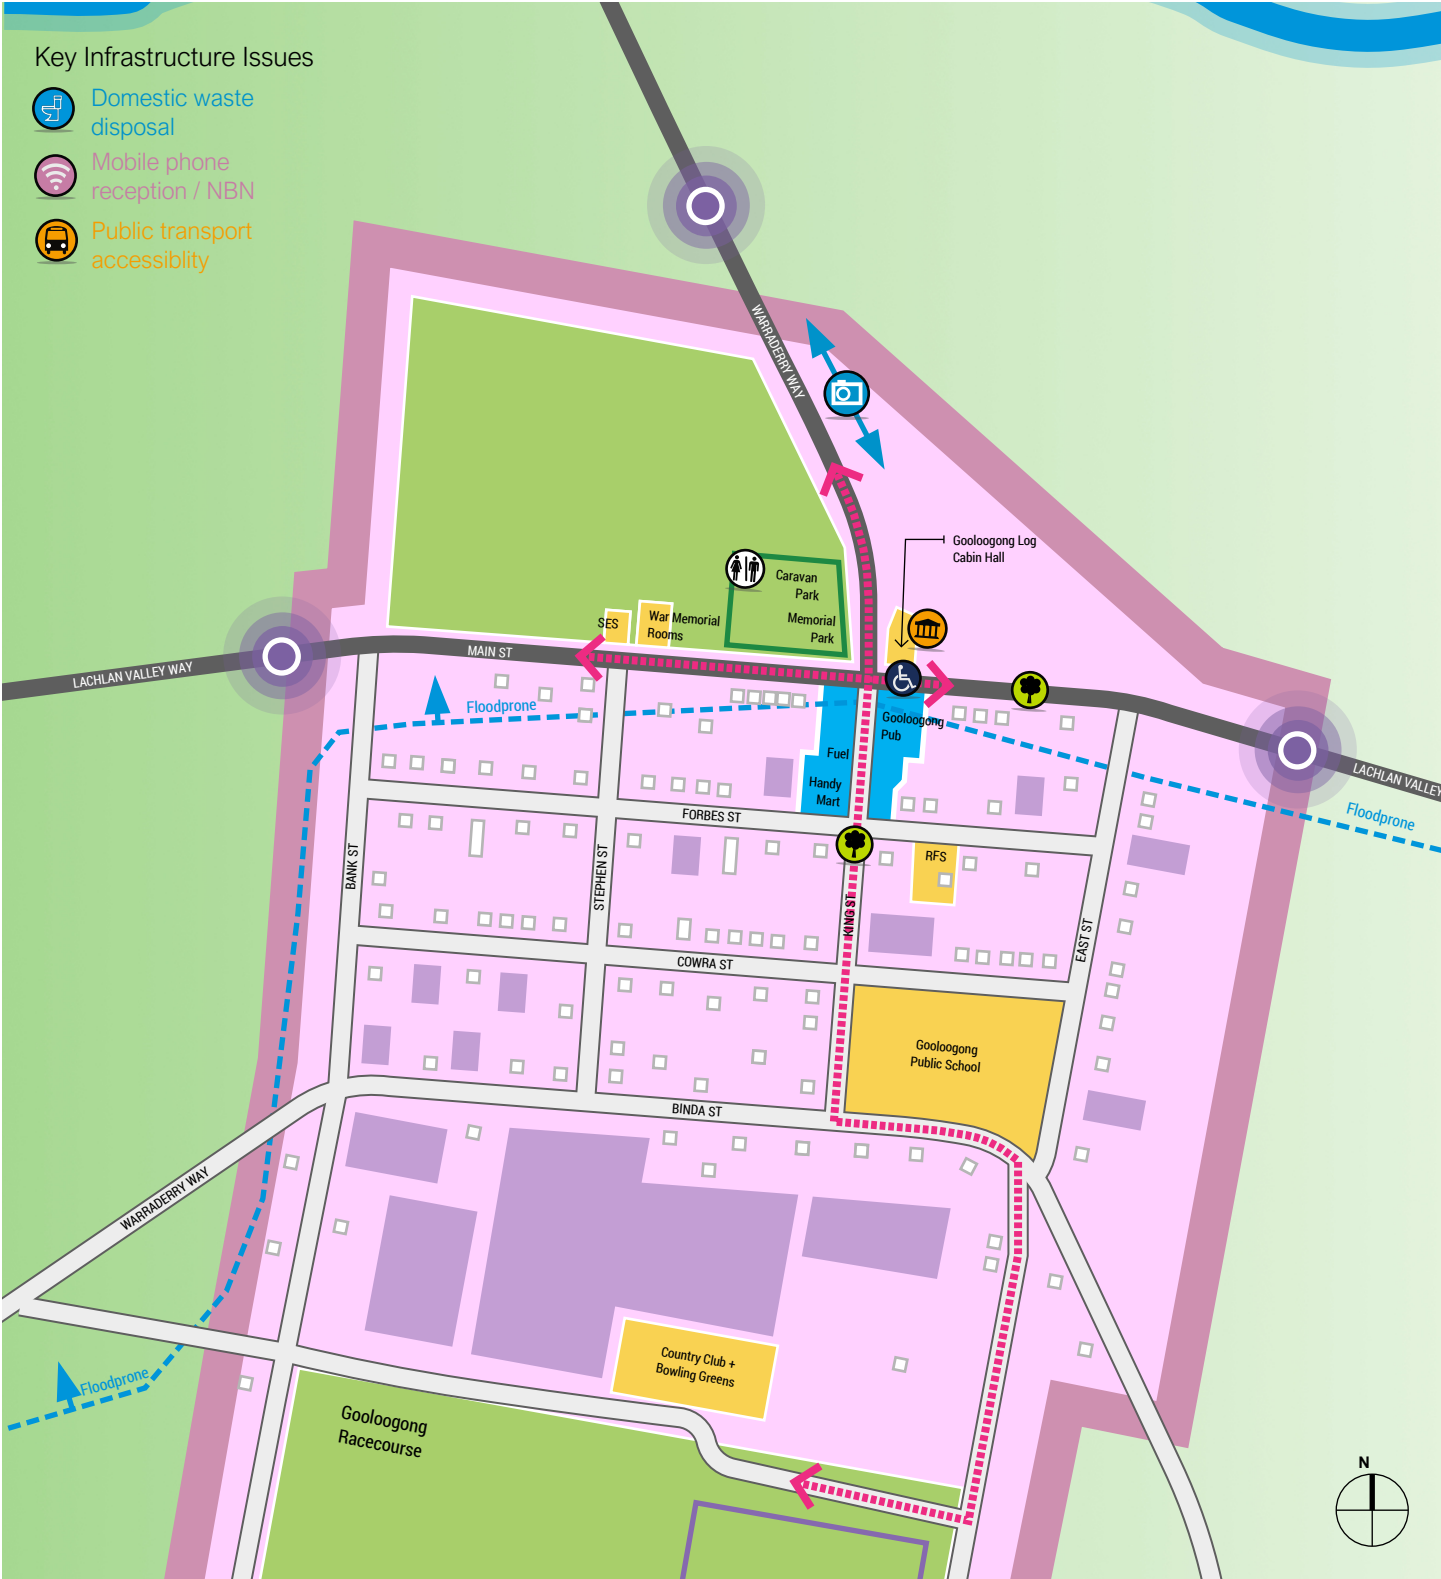 Key Infrastructure Issues
Domestic waste
disposal
Mobile phone
reception / NBN
Public transport
accessiblity
WARRADERRY WAY
Gooloogong Log
Cabin Hall
Caravan
Park
Memorial
Park
SES
War Memorial
Rooms
MAIN ST
LACHLAN VALLEY WAY
Floodprone
Gooloogong
Pub
Fuel
Handy
Mart
LACHLAN VALLEY
Floodprone
FORBES ST
RFS
BANK ST
STEPHEN ST
KING ST
EAST ST
COWRA ST
Gooloogong
Public School
BINDA ST
WARRADERRY WAY
Country Club +
Bowling Greens
Floodprone
Gooloogong
Racecourse
N